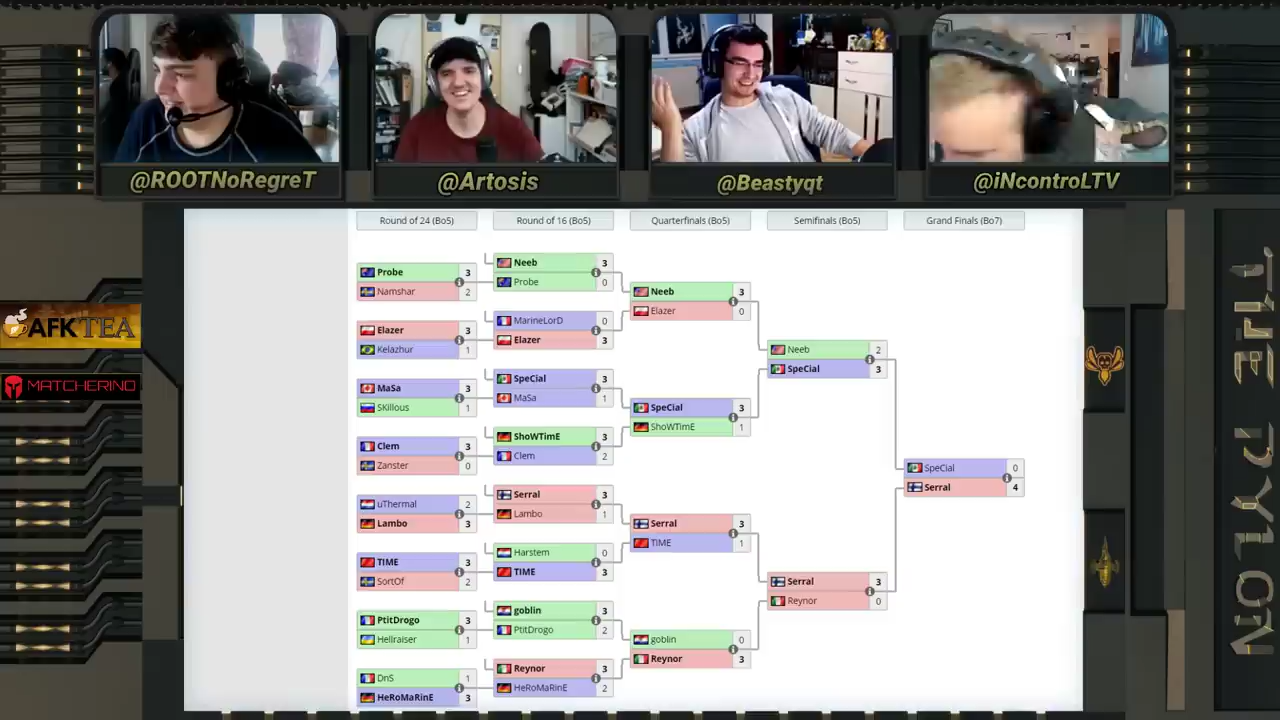 @ROOTNoRegreT
@Artosis
@Beastyqt
@iNcontroLTV
Round of 24 (Bo5)
Round of 16 (Bo5)
Quarterfinals (Bo5)
Semifinals (Bo5)
Grand Finals (Bo7)
Probe 3
Namshar 2
Elazer 3
Kelazhur 1
MaSa 3
SKillous 1
Clem 3
Zanster 0
uThermal 2
Lambo 3
TIME 3
SortOf 2
PtitDrogo 3
Hellraiser 1
DnS 1
HeRoMaRinE 3
Neeb 3
Probe 0
MarineLorD 0
Elazer 3
SpeCial 3
MaSa 1
ShoWTimE 3
Clem 2
Serral 3
Lambo 1
Harstem 0
TIME 3
goblin 3
PtitDrogo 2
Reynor 3
HeRoMaRinE 2
Neeb 3
Elazer 0
SpeCial 3
ShoWTimE 1
Serral 3
TIME 1
goblin 0
Reynor 3
Neeb 2
SpeCial 3
Serral 3
Reynor 0
SpeCial 0
Serral 4
AFKTEA
MATCHERINO